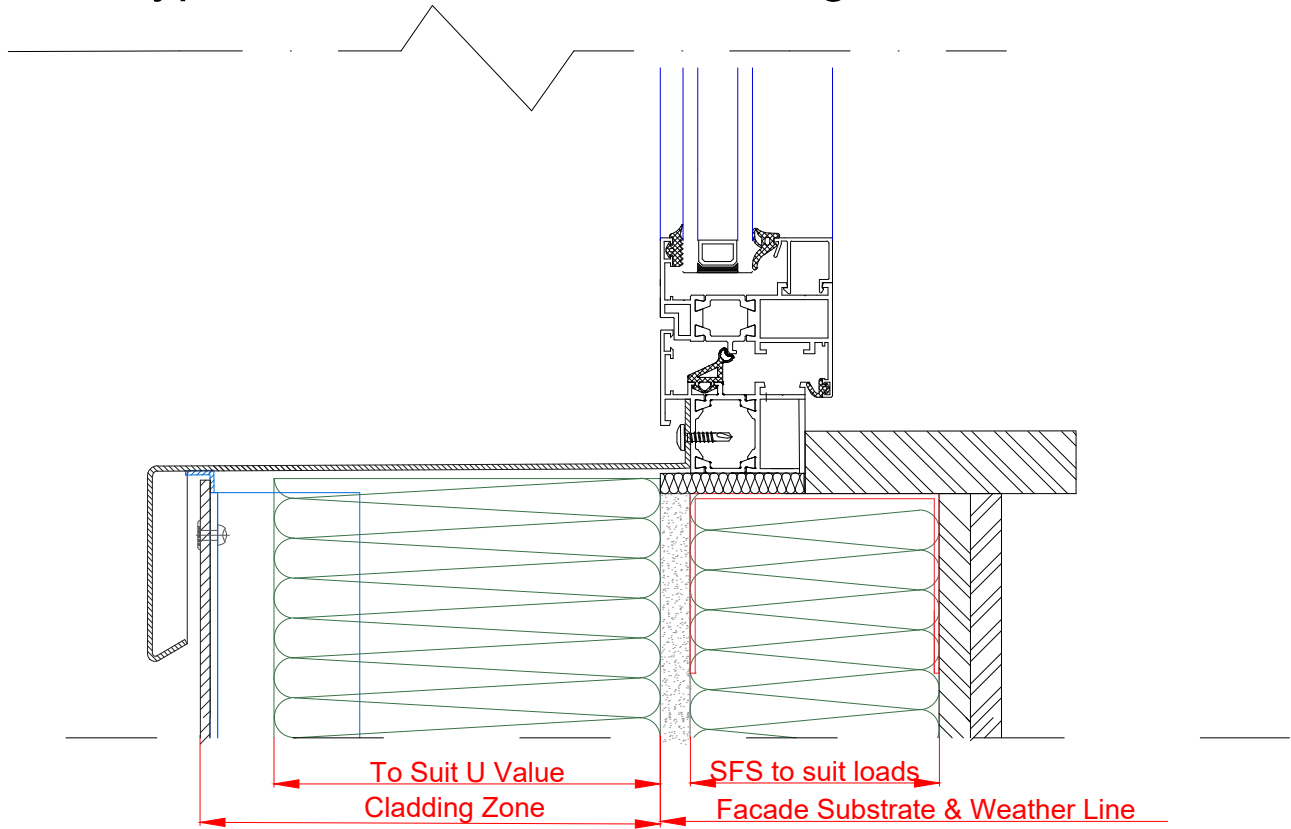 To Suit U Value
SFS to suit loads
Cladding Zone
Facade Substrate & Weather Line